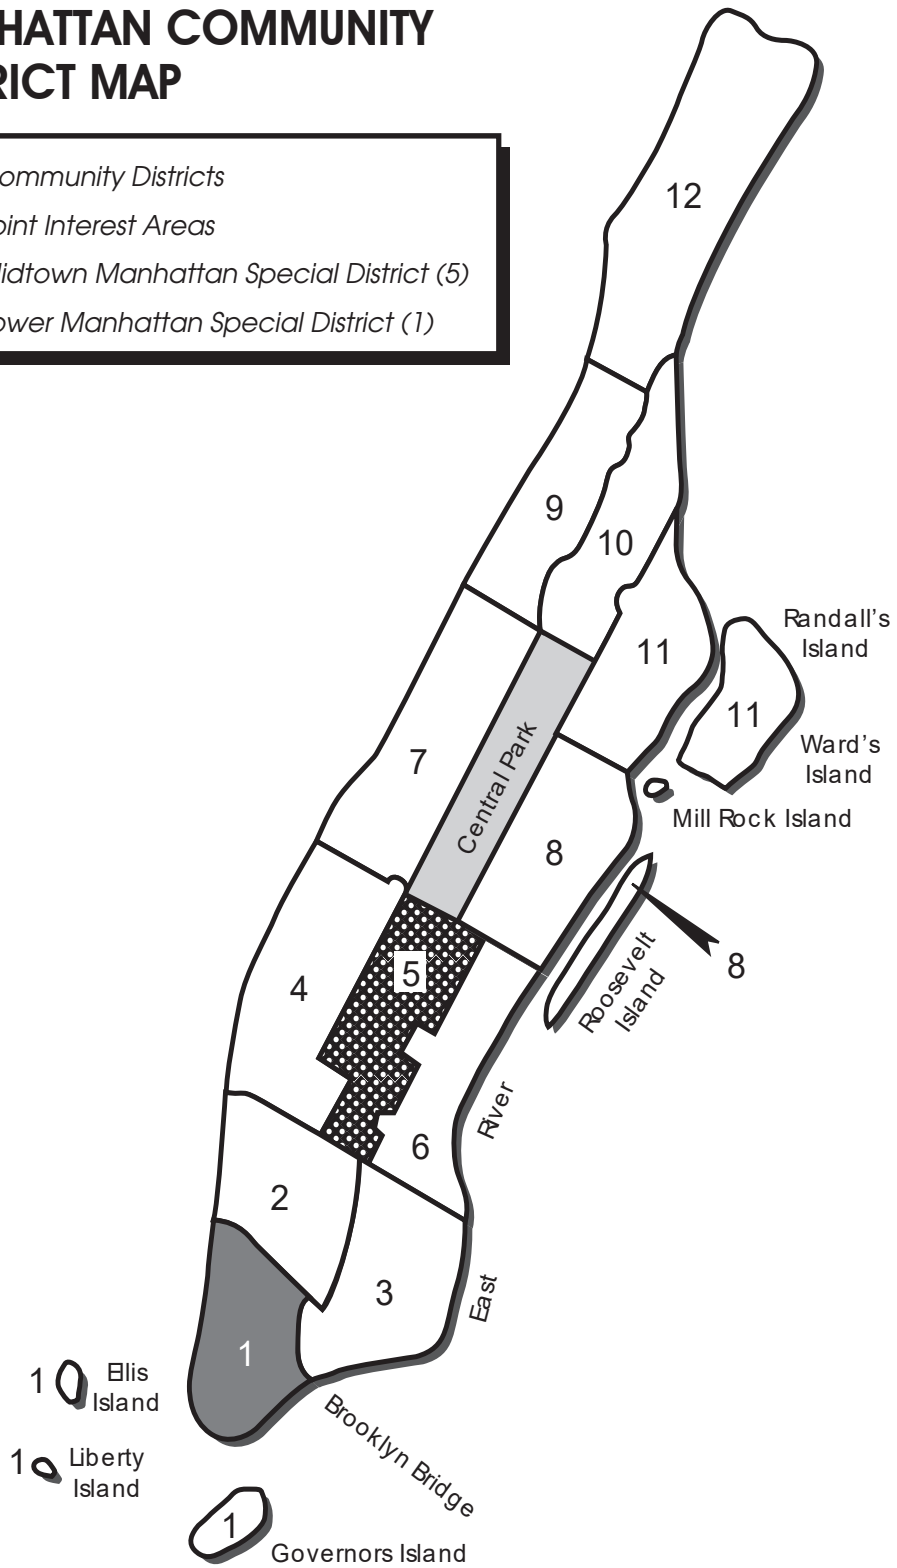 HATTAN COMMUNITY
RICT MAP
ommunity Districts
oint Interest Areas
idtown Manhattan Special District (5)
ower Manhattan Special District (1)
12
9
10
11
Randall's
Island
11
Ward's
Island
7
Central Park
Mill Rock Island
8
8
Roosevelt
Island
5
4
River
6
2
3
East
1
1
Ellis
Island
1
Liberty
Island
Brooklyn Bridge
1
Governors Island